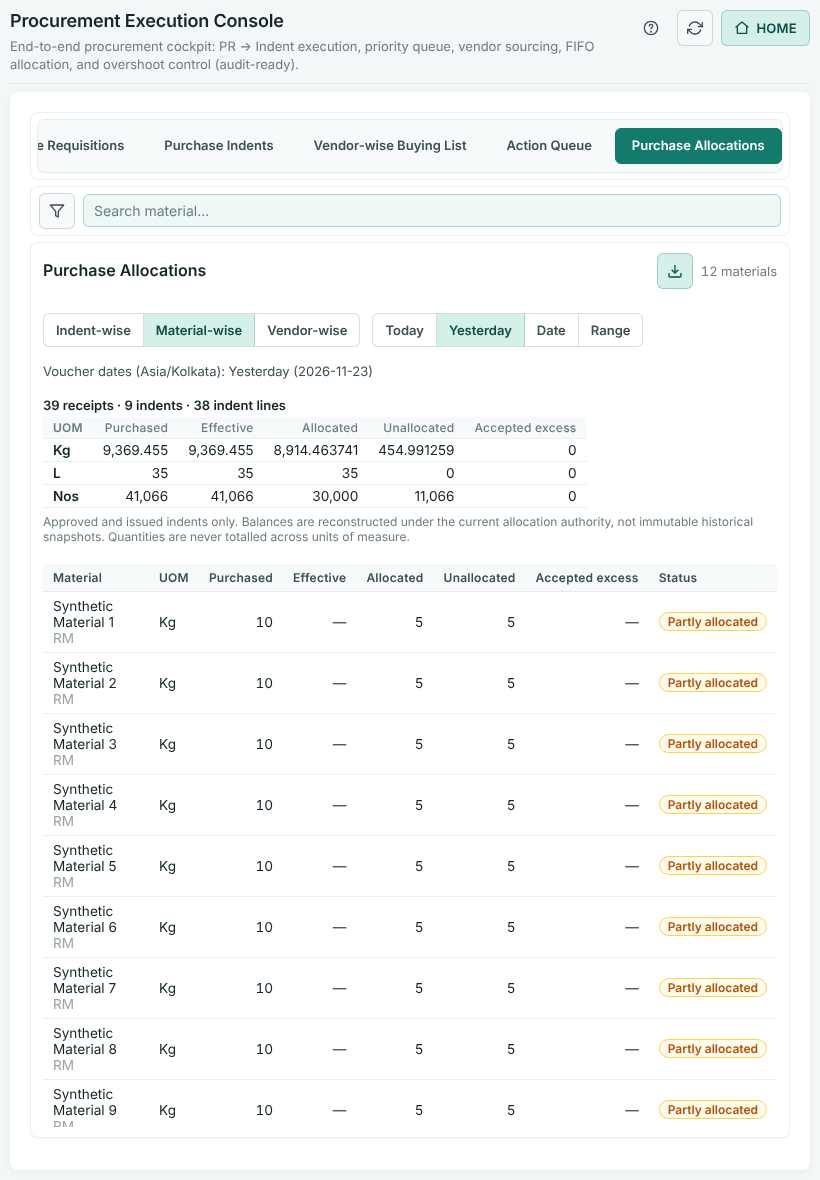 Procurement Execution Console
End-to-end procurement cockpit: PR → Indent execution, priority queue, vendor sourcing, FIFO
allocation, and overshoot control (audit-ready).
HOME
e Requisitions Purchase Indents Vendor-wise Buying List Action Queue Purchase Allocations
Search material...
Purchase Allocations
12 materials
Indent-wise Material-wise Vendor-wise Today Yesterday Date Range
Voucher dates (Asia/Kolkata): Yesterday (2026-11-23)
39 receipts · 9 indents · 38 indent lines
UOM Purchased Effective Allocated Unallocated Accepted excess
Kg 9,369.455 9,369.455 8,914.463741 454.991259 0
L 35 35 35 0 0
Nos 41,066 41,066 30,000 11,066 0
Approved and issued indents only. Balances are reconstructed under the current allocation authority, not immutable historical
snapshots. Quantities are never totalled across units of measure.
Material UOM Purchased Effective Allocated Unallocated Accepted excess Status
Synthetic
Material 1 Kg 10 — 5 5 — Partly allocated
RM
Synthetic
Material 2 Kg 10 — 5 5 — Partly allocated
RM
Synthetic
Material 3 Kg 10 — 5 5 — Partly allocated
RM
Synthetic
Material 4 Kg 10 — 5 5 — Partly allocated
RM
Synthetic
Material 5 Kg 10 — 5 5 — Partly allocated
RM
Synthetic
Material 6 Kg 10 — 5 5 — Partly allocated
RM
Synthetic
Material 7 Kg 10 — 5 5 — Partly allocated
RM
Synthetic
Material 8 Kg 10 — 5 5 — Partly allocated
RM
Synthetic
Material 9 Kg 10 — 5 5 — Partly allocated
RM